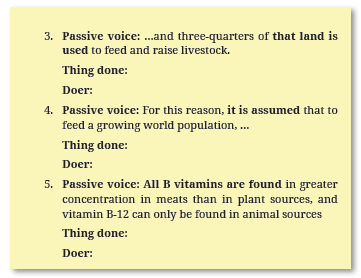 3. Passive voice: ...and three-quarters of that land is
used to feed and raise livestock.
Thing done:
Doer:
4. Passive voice: For this reason, it is assumed that to
feed a growing world population, ...
Thing done:
Doer:
5. Passive voice: All B vitamins are found in greater
concentration in meats than in plant sources, and
vitamin B-12 can only be found in animal sources
Thing done:
Doer: